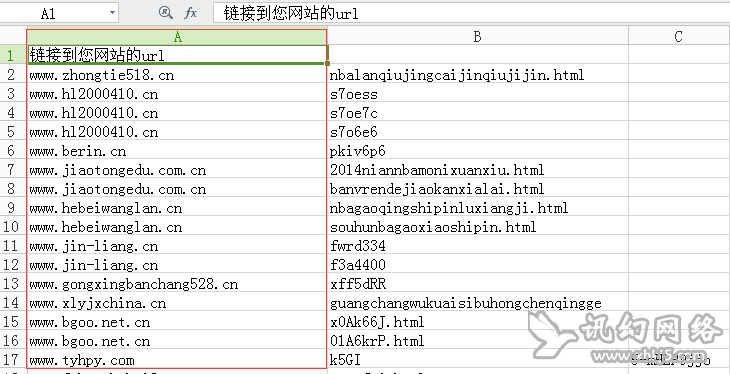 A1 fx 链接到您网站的url
A B C
1 链接到您网站的url
2 www.zhongtie518.cn nbalanqiujingcaijinqiujijin.html
3 www.hl2000410.cn s7oess
4 www.hl2000410.cn s7oe7c
5 www.hl2000410.cn s7o6e6
6 www.berin.cn pkiv6p6
7 www.jiaotongedu.com.cn 2014niannbamonixuanxiu.html
8 www.jiaotongedu.com.cn banvrendejiaokanxialai.html
9 www.hebeiwanglan.cn nbagaoqingshipinluxiangji.html
10 www.hebeiwanglan.cn souhunbagaoxiaoshipin.html
11 www.jin-liang.cn fwrd334
12 www.jin-liang.cn f3a4400
13 www.gongxingbanchang528.cn xff5dRR
14 www.xlyjxchina.cn guangchangwukuaisibuhongchenqingge
15 www.bgoo.net.cn x0Ak66J.html
16 www.bgoo.net.cn 01A6krP.html
17 www.tyhpy.com k5GI
讯幻网络